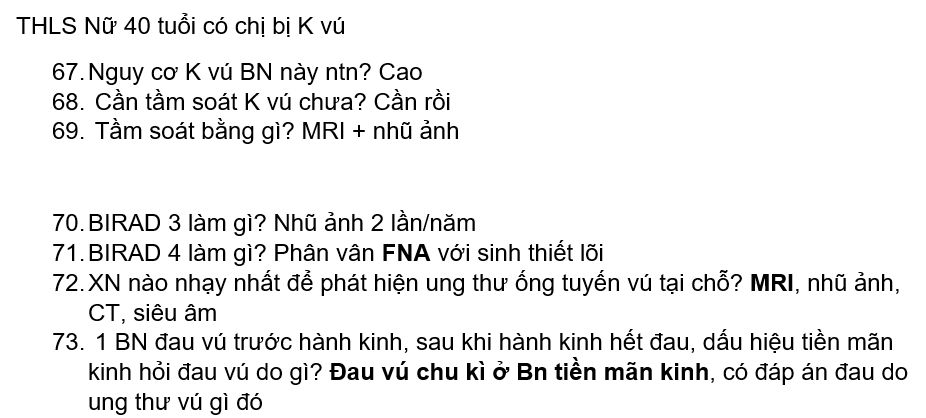 THLS Nữ 40 tuổi có chị bị K vú
67. Nguy cơ K vú BN này ntn? Cao
68. Cần tầm soát K vú chưa? Cần rồi
69. Tầm soát bằng gì? MRI + nhũ ảnh
70. BIRAD 3 làm gì? Nhũ ảnh 2 lần/năm
71. BIRAD 4 làm gì? Phân vân FNA với sinh thiết lõi
72. XN nào nhạy nhất để phát hiện ung thư ống tuyến vú tại chỗ? MRI, nhũ ảnh,
CT, siêu âm
73. 1 BN đau vú trước hành kinh, sau khi hành kinh hết đau, dấu hiệu tiền mãn
kinh hỏi đau vú do gì? Đau vú chu kì ở Bn tiền mãn kinh, có đáp án đau do
ung thư vú gì đó